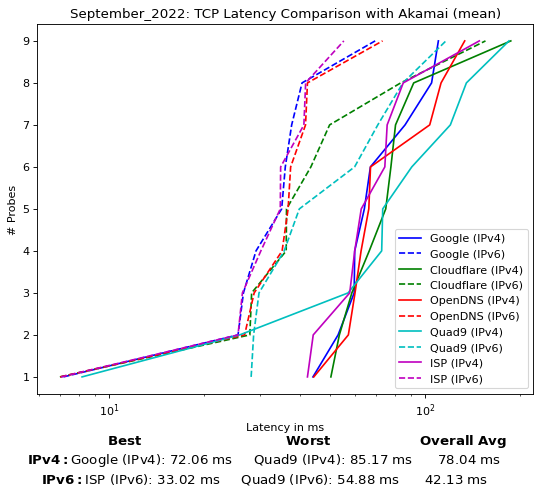 September_2022: TCP Latency Comparison with Akamai (mean)
9
8
7
6
5
4
3
2
1
# Probes
Google (IPv4)
Google (IPv6)
Cloudflare (IPv4)
Cloudflare (IPv6)
OpenDNS (IPv4)
OpenDNS (IPv6)
Quad9 (IPv4)
Quad9 (IPv6)
ISP (IPv4)
ISP (IPv6)
10¹ 10²
Latency in ms
Best Worst Overall Avg
IPv4: Google (IPv4): 72.06 ms Quad9 (IPv4): 85.17 ms 78.04 ms
IPv6: ISP (IPv6): 33.02 ms Quad9 (IPv6): 54.88 ms 42.13 ms